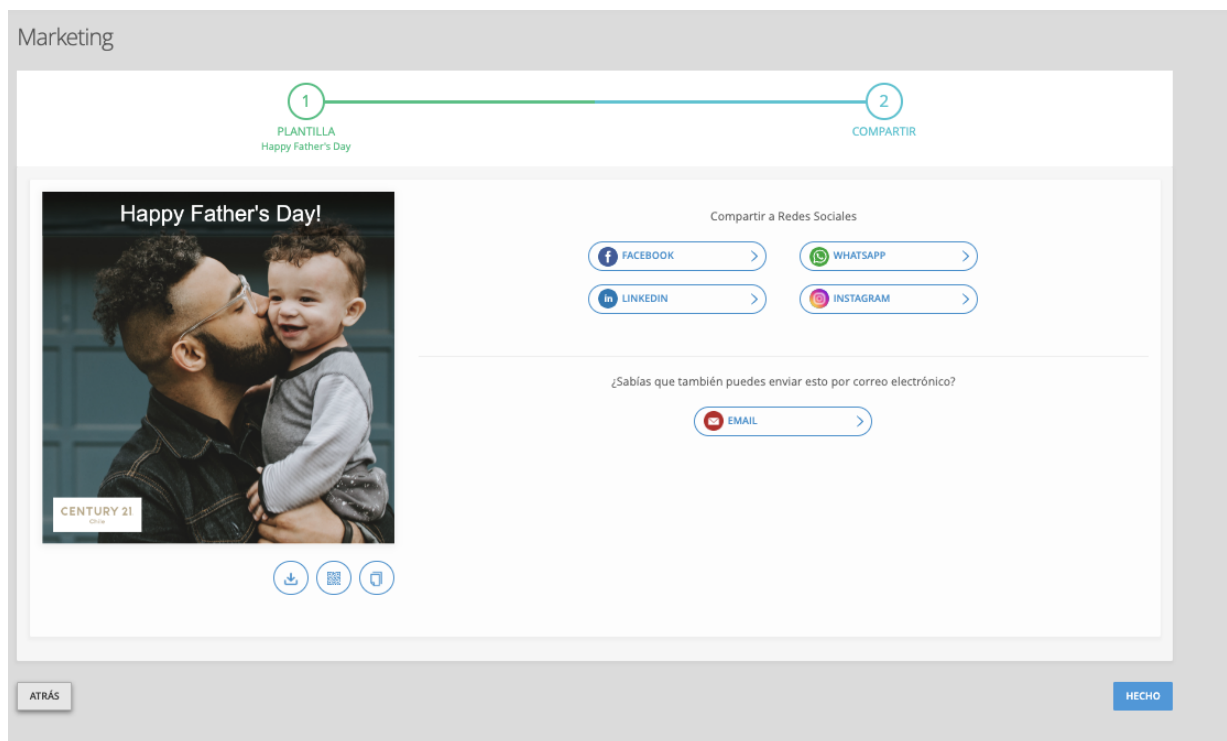 Marketing
1
2
PLANTILLA
COMPARTIR
Happy Father's Day
Happy Father's Day!
CENTURY 21
Chile
Compartir a Redes Sociales
FACEBOOK
WHATSAPP
LINKEDIN
INSTAGRAM
¿Sabías que también puedes enviar esto por correo electrónico?
EMAIL
ATRÁS
HECHO